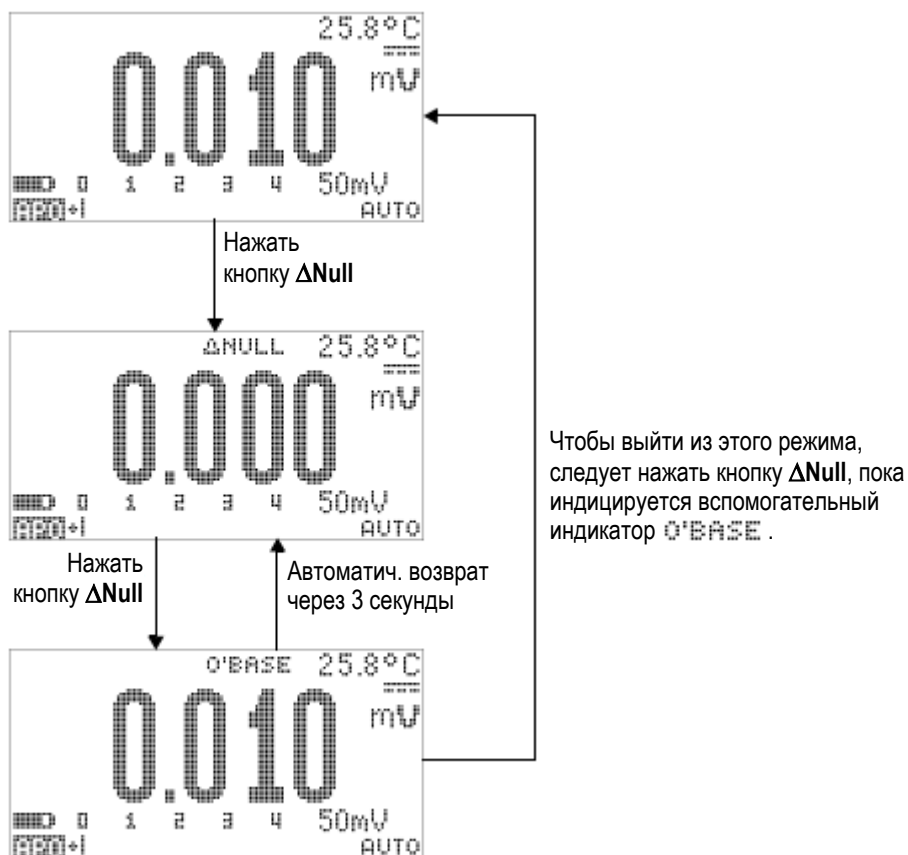 25.8°C
0.010 mV
0 1 2 3 4 50mV
APO AUTO
Нажать
кнопку ΔNull
ΔNULL 25.8°C
0.000 mV
0 1 2 3 4 50mV
APO AUTO
Чтобы выйти из этого режима,
следует нажать кнопку ΔNull, пока
индицируется вспомогательный
индикатор O'BASE .
Нажать
кнопку ΔNull
Автоматич. возврат
через 3 секунды
O'BASE 25.8°C
0.010 mV
0 1 2 3 4 50mV
APO AUTO